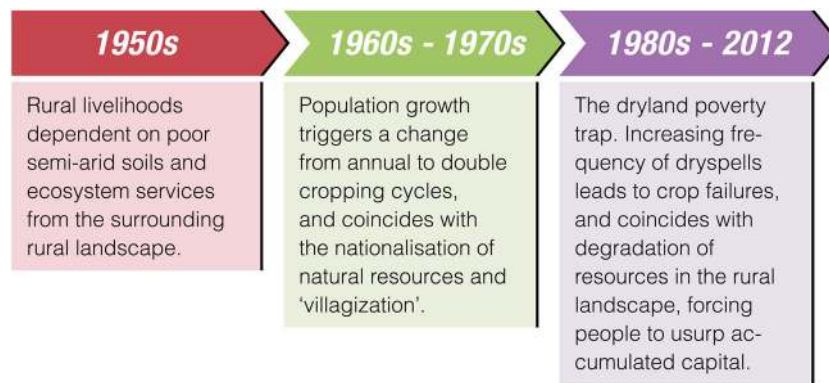 1950s
Rural livelihoods
dependent on poor
semi-arid soils and
ecosystem services
from the surrounding
rural landscape.
1960s - 1970s
Population growth
triggers a change
from annual to double
cropping cycles,
and coincides with
the nationalisation of
natural resources and
‘villagization’.
1980s - 2012
The dryland poverty
trap. Increasing fre-
quency of dryspells
leads to crop failures,
and coincides with
degradation of
resources in the rural
landscape, forcing
people to usurp ac-
cumulated capital.